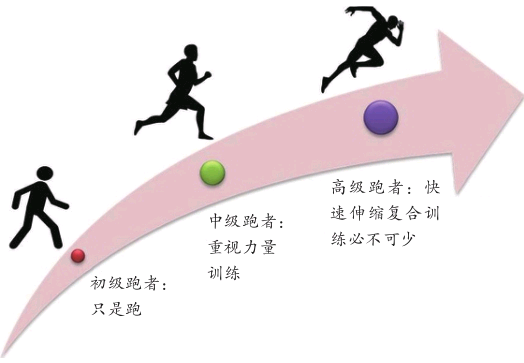 初级跑者：
只是跑
中级跑者：
重视力量
训练
高级跑者：快
速伸缩复合训
练必不可少